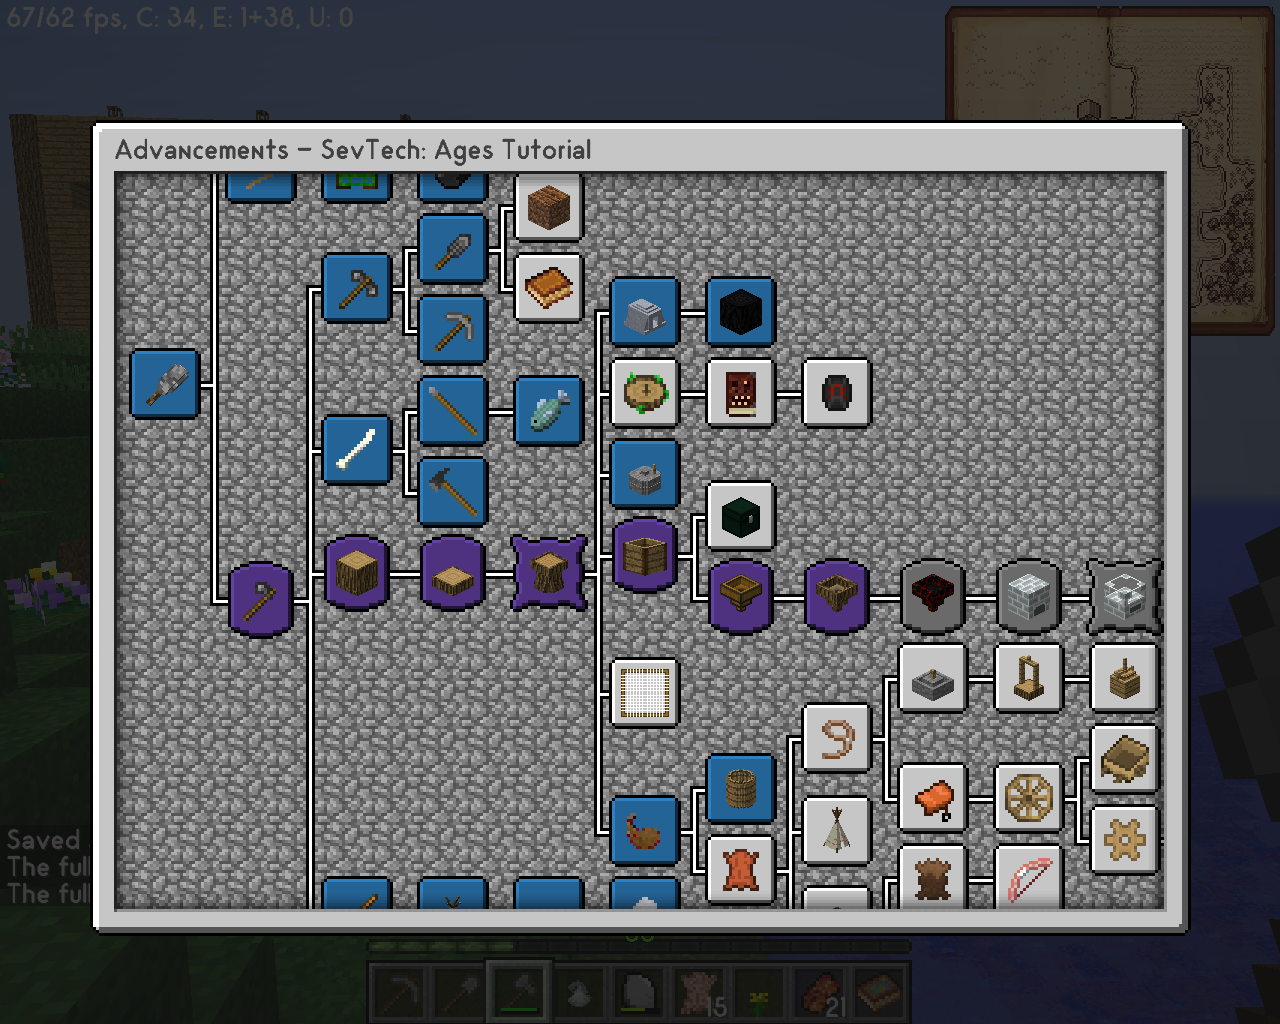 67/62 fps, C: 34, E: 1+38, U: 0
Advancements – SevTech: Ages Tutorial
Saved
The full
The full
15
21